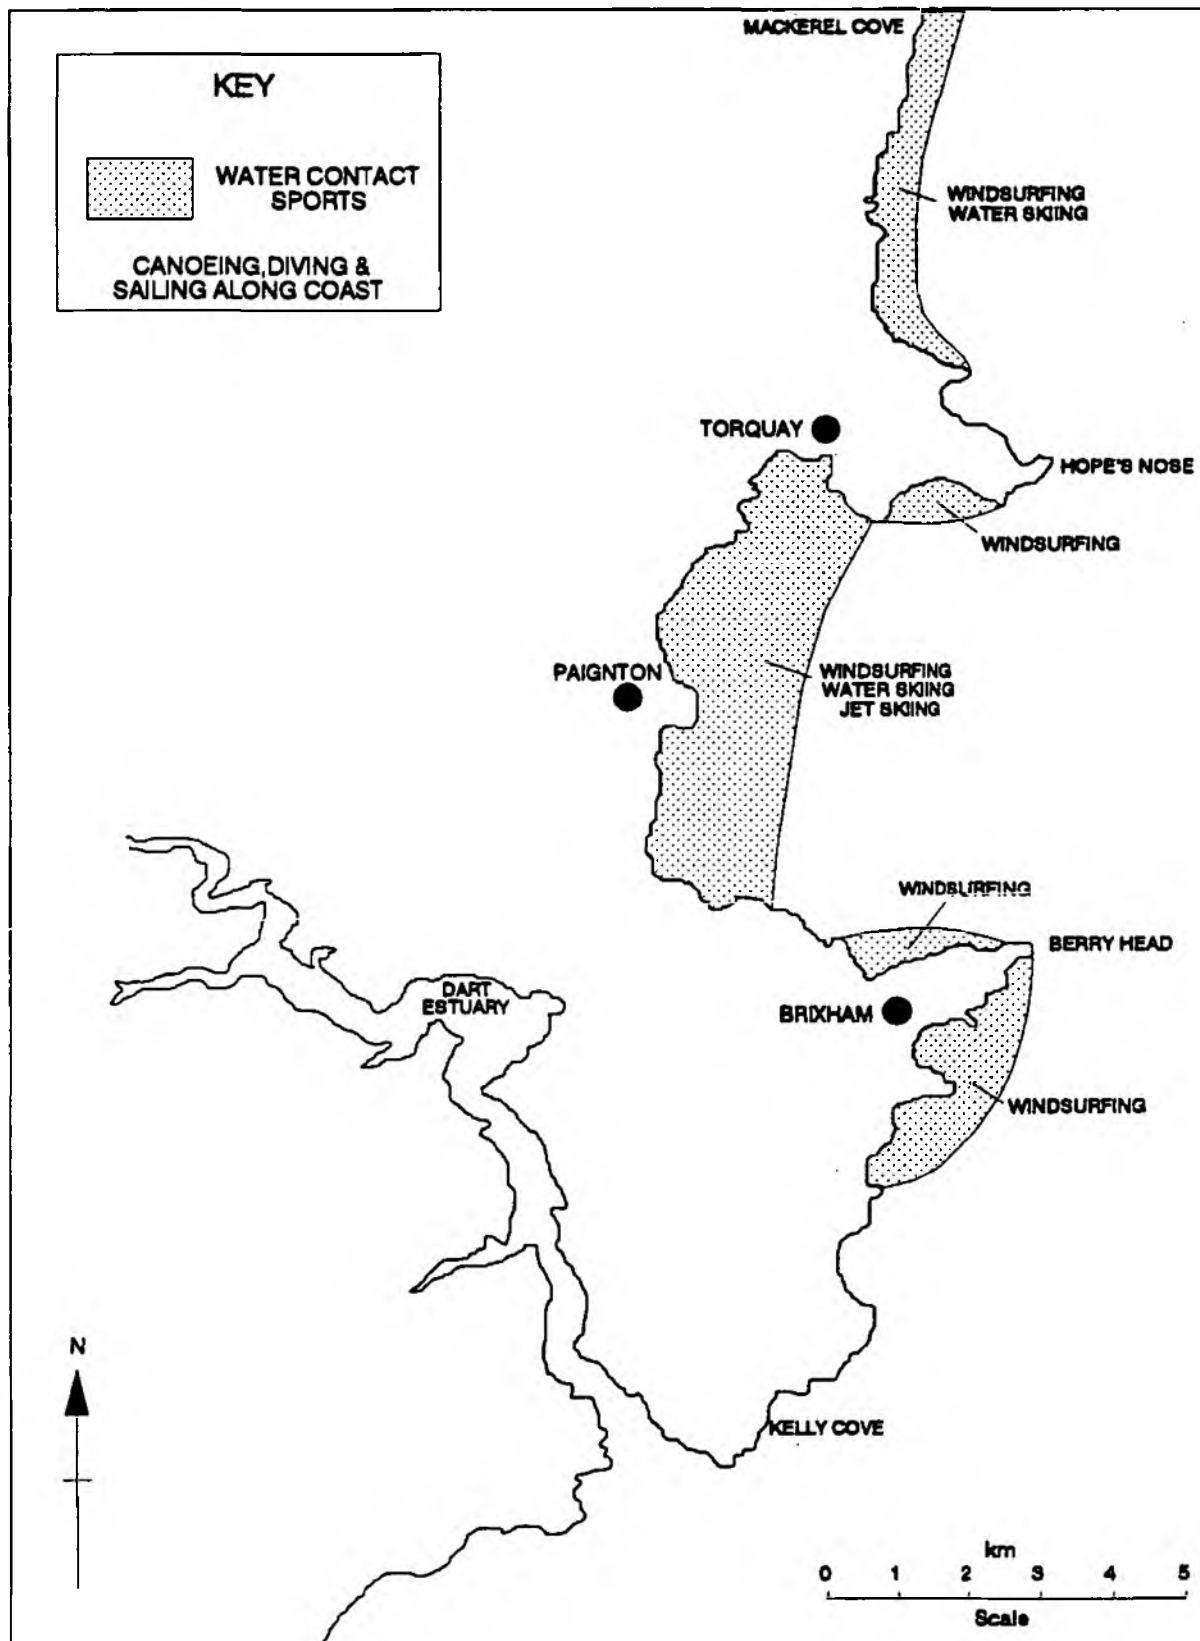 MACKEREL COVE
KEY
WATER CONTACT
SPORTS
CANOEING, DIVING &
SAILING ALONG COAST
WINDSURFING
WATER SKIING
TORQUAY
HOPE'S NOSE
WINDSURFING
PAIGNTON
WINDSURFING
WATER SKIING
JET SKIING
WINDSURFING
BERRY HEAD
DART
ESTUARY
BRIXHAM
WINDSURFING
N
KELLY COVE
km
0 1 2 3 4 5
Scale